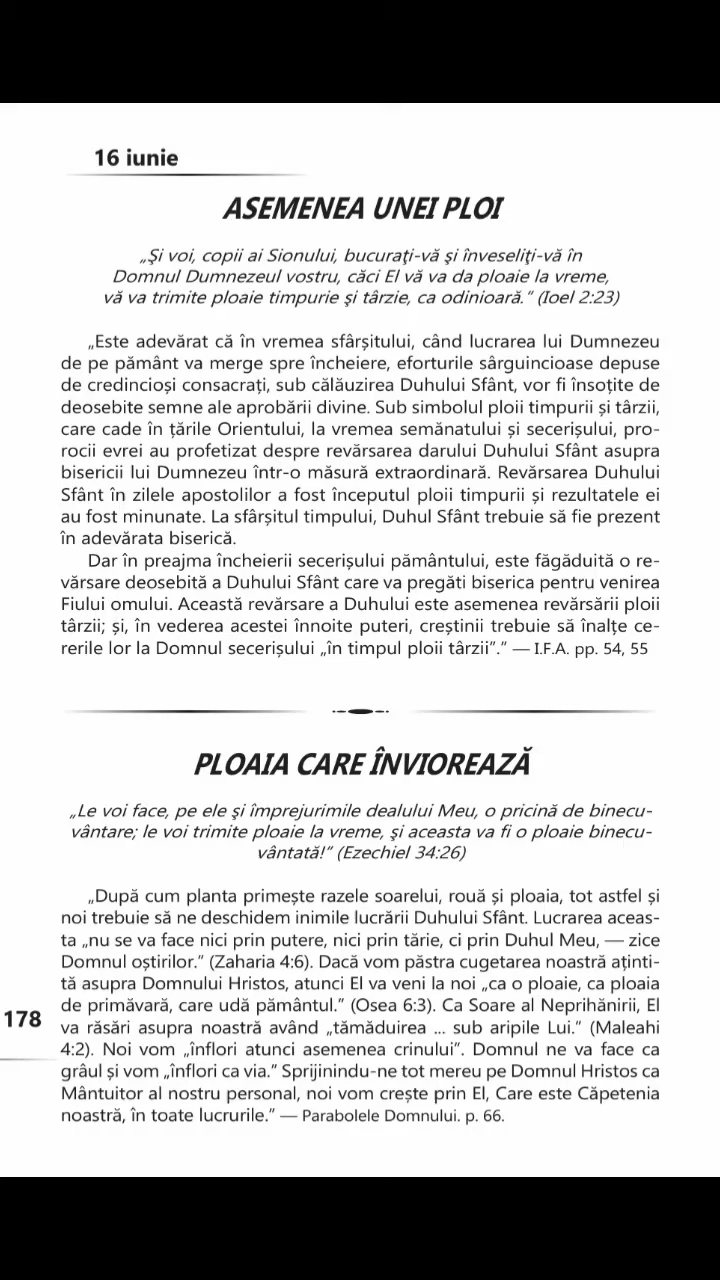 16 iunie
ASEMENEA UNEI PLOI
„Şi voi, copii ai Sionului, bucuraţi-vă şi înveseliţi-vă în
Domnul Dumnezeul vostru, căci El vă va da ploaie la vreme,
vă va trimite ploaie timpurie şi târzie, ca odinioară.” (Ioel 2:23)
„Este adevărat că în vremea sfârșitului, când lucrarea lui Dumnezeu
de pe pământ va merge spre încheiere, eforturile sârguincioase depuse
de credincioși consacrați, sub călăuzirea Duhului Sfânt, vor fi însoțite de
deosebite semne ale aprobării divine. Sub simbolul ploii timpurii și târzii,
care cade în țările Orientului, la vremea semănatului și secerișului, pro-
rocii evrei au profetizat despre revărsarea darului Duhului Sfânt asupra
bisericii lui Dumnezeu într-o măsură extraordinară. Revărsarea Duhului
Sfânt în zilele apostolilor a fost începutul ploii timpurii și rezultatele ei
au fost minunate. La sfârșitul timpului, Duhul Sfânt trebuie să fie prezent
în adevărata biserică.
Dar în preajma încheierii secerișului pământului, este făgăduită o re-
vărsare deosebită a Duhului Sfânt care va pregăti biserica pentru venirea
Fiului omului. Această revărsare a Duhului este asemenea revărsării ploii
târzii; și, în vederea acestei înnoite puteri, creștinii trebuie să înalțe ce-
rerile lor la Domnul secerișului „în timpul ploii târzii”.” — I.F.A. pp. 54, 55
PLOAIA CARE ÎNVIOREAZĂ
„Le voi face, pe ele şi împrejurimile dealului Meu, o pricină de binecu-
vântare; le voi trimite ploaie la vreme, şi aceasta va fi o ploaie binecu-
vântată!” (Ezechiel 34:26)
„După cum planta primește razele soarelui, rouă și ploaia, tot astfel și
noi trebuie să ne deschidem inimile lucrării Duhului Sfânt. Lucrarea aceas-
ta „nu se va face nici prin putere, nici prin tărie, ci prin Duhul Meu, — zice
Domnul oștirilor.” (Zaharia 4:6). Dacă vom păstra cugetarea noastră aținti-
tă asupra Domnului Hristos, atunci El va veni la noi „ca o ploaie, ca ploaia
de primăvară, care udă pământul.” (Osea 6:3). Ca Soare al Neprihănirii, El
va răsări asupra noastră având „tămăduirea ... sub aripile Lui.” (Maleahi
4:2). Noi vom „înflori atunci asemenea crinului”. Domnul ne va face ca
grâul și vom „înflori ca via.” Sprijinindu-ne tot mereu pe Domnul Hristos ca
Mântuitor al nostru personal, noi vom crește prin El, Care este Căpetenia
noastră, în toate lucrurile.” — Parabolele Domnului. p. 66.
178